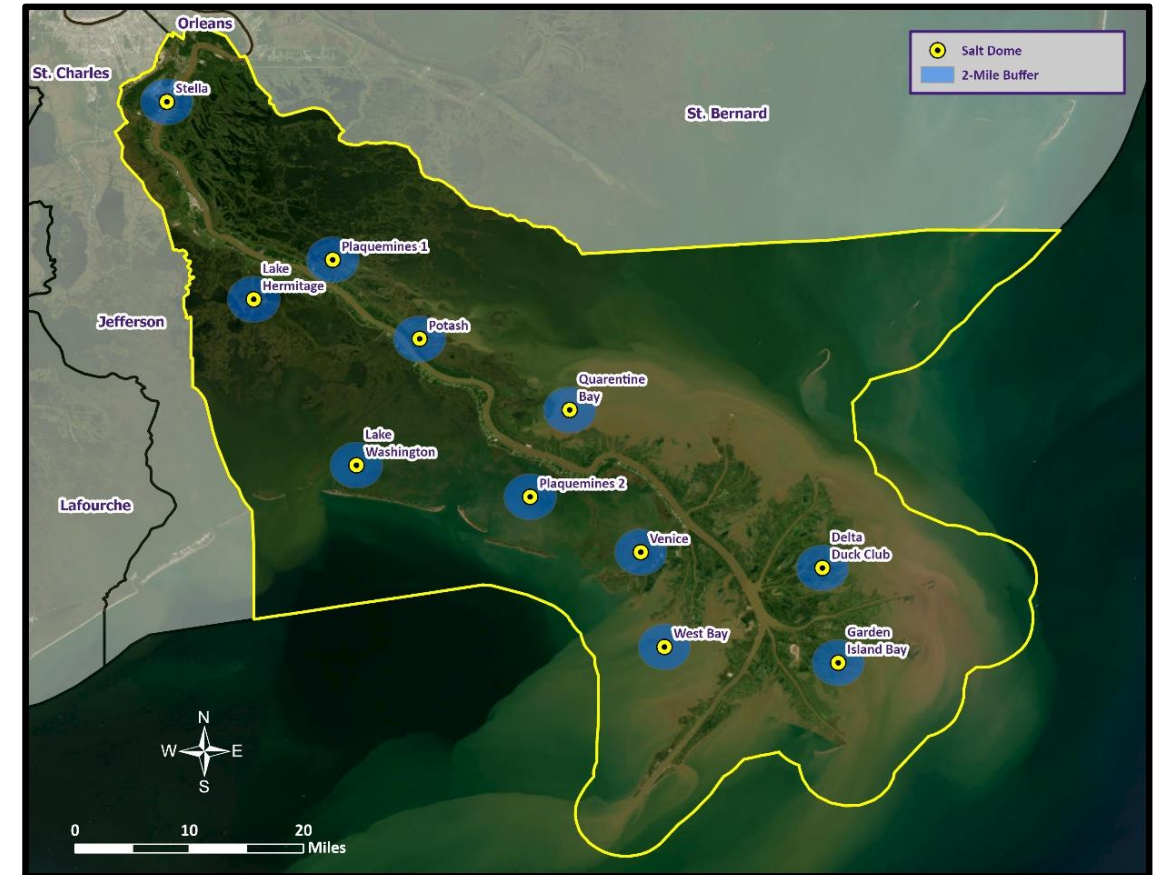 Orleans
St. Charles
Stella
Salt Dome
2-Mile Buffer
St. Bernard
Plaquemines 1
Lake
Hermitage
Jefferson
Potash
Quarentine
Bay
Lake
Washington
Plaquemines 2
Lafourche
Venice
Delta
Duck Club
West Bay
Garden
Island Bay
N
W E
S
0 10 20
Miles